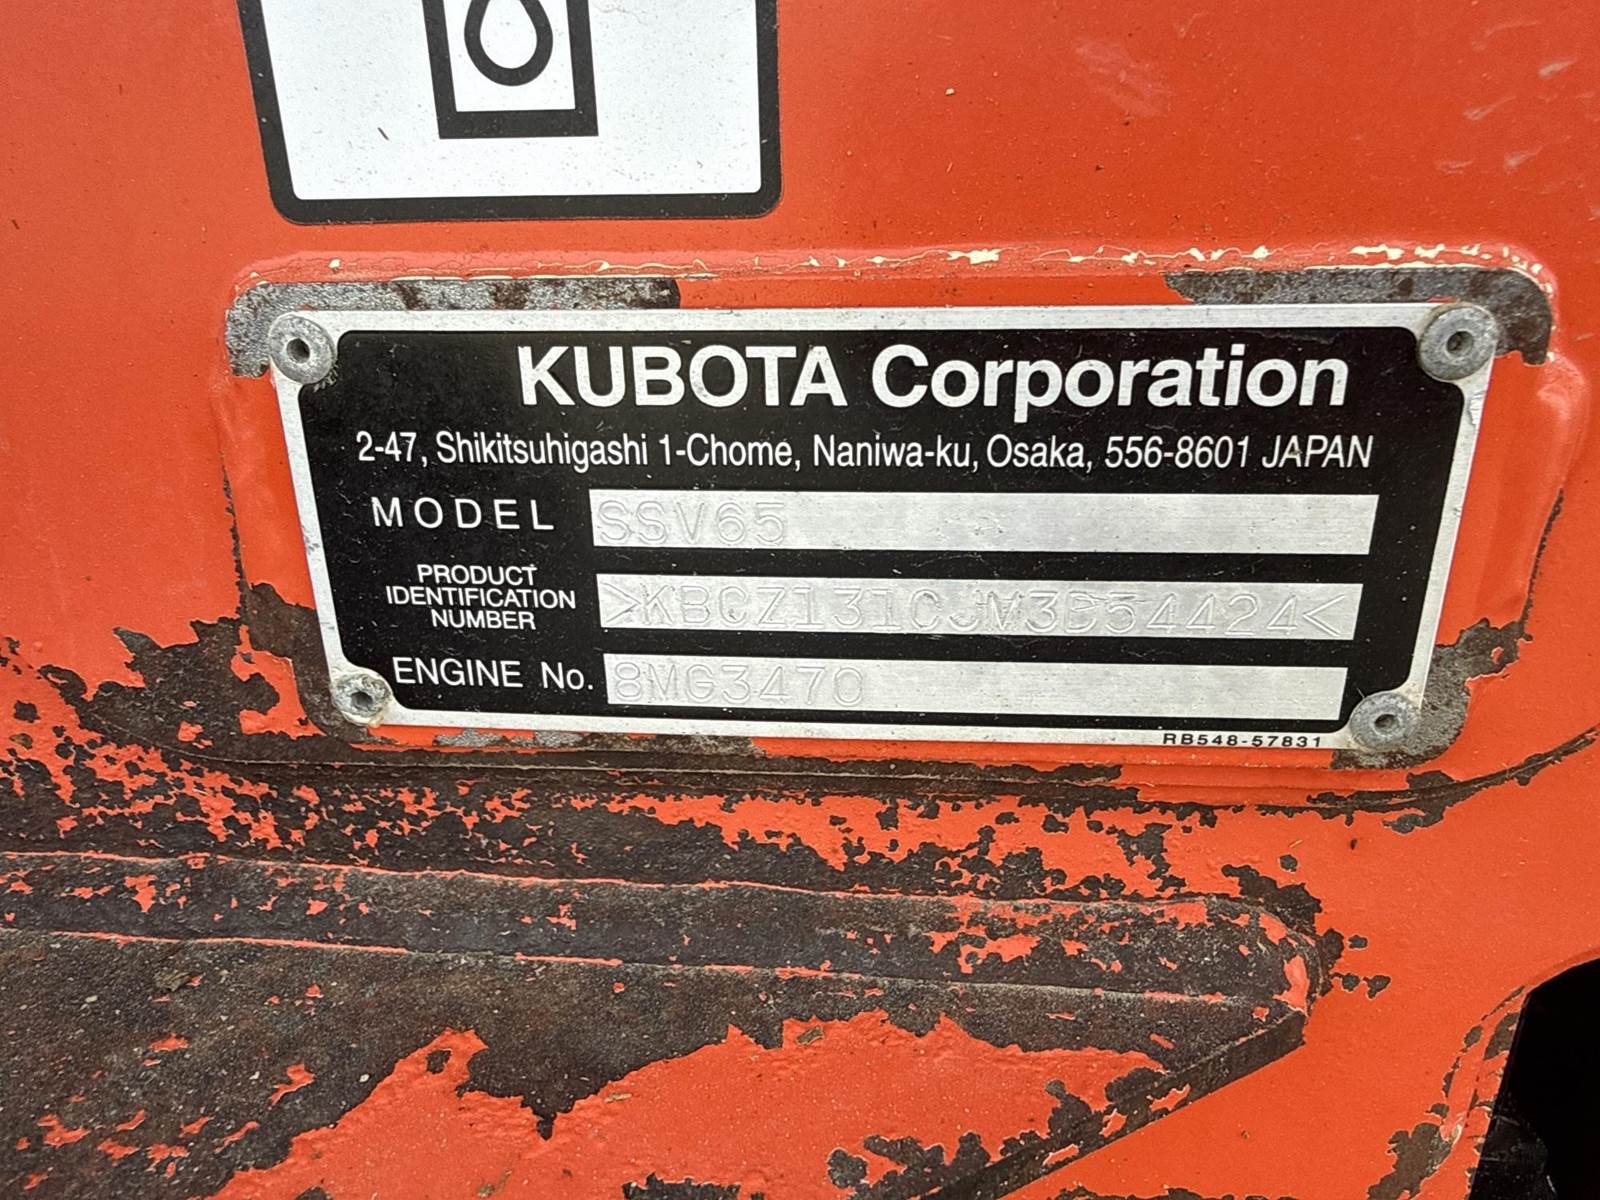 KUBOTA Corporation
2-47, Shikitsuhigashi 1-Chome, Naniwa-ku, Osaka, 556-8601 JAPAN
MODEL SSV65
PRODUCT
IDENTIFICATION
NUMBER
>KBCZ131CJM3D54424<
ENGINE No. 8MG3470
RB548-57831